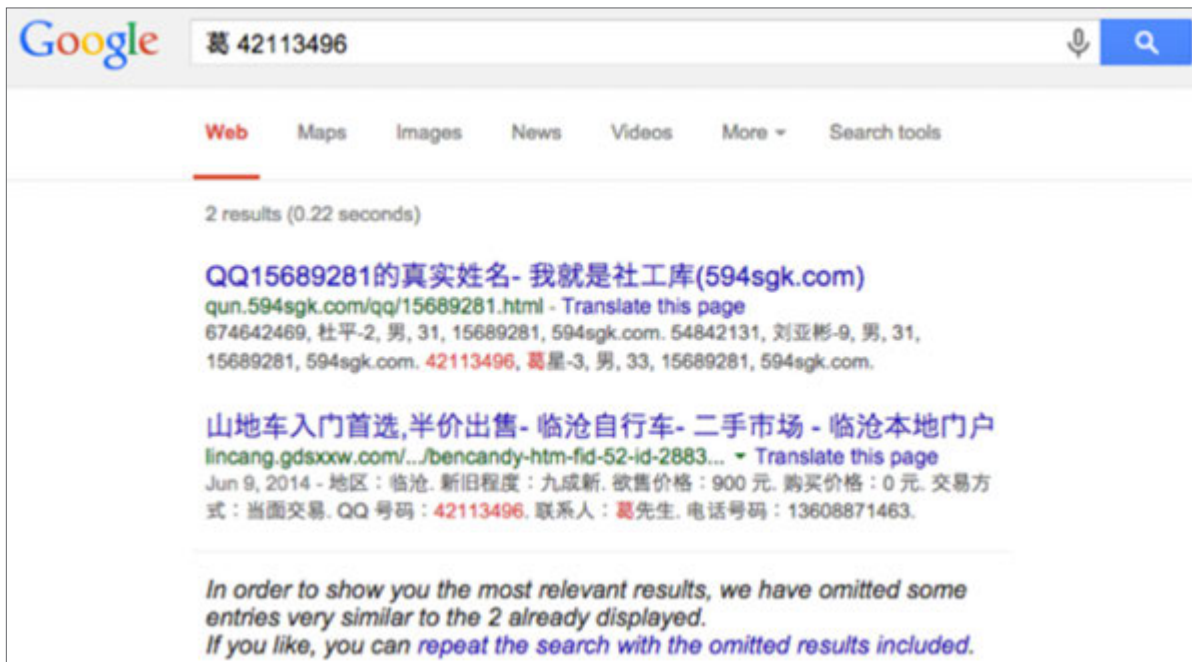 Google 葛 42113496
Web Maps Images News Videos More Search tools
2 results (0.22 seconds)
QQ15689281的真实姓名- 我就是社工库(594sgk.com)
qun.594sgk.com/qq/15689281.html - Translate this page
674642469, 杜平-2, 男, 31, 15689281, 594sgk.com. 54842131, 刘亚彬-9, 男, 31,
15689281, 594sgk.com. 42113496, 葛星-3, 男, 33, 15689281, 594sgk.com.
山地车入门首选,半价出售- 临沧自行车- 二手市场 - 临沧本地门户
lincang.gdsxxw.com/.../bencandy-htm-fid-52-id-2883... Translate this page
Jun 9, 2014 - 地区：临沧. 新旧程度：九成新. 欲售价格：900 元. 购买价格：0 元. 交易方
式：当面交易. QQ 号码：42113496. 联系人：葛先生. 电话号码：13608871463.
In order to show you the most relevant results, we have omitted some
entries very similar to the 2 already displayed.
If you like, you can repeat the search with the omitted results included.